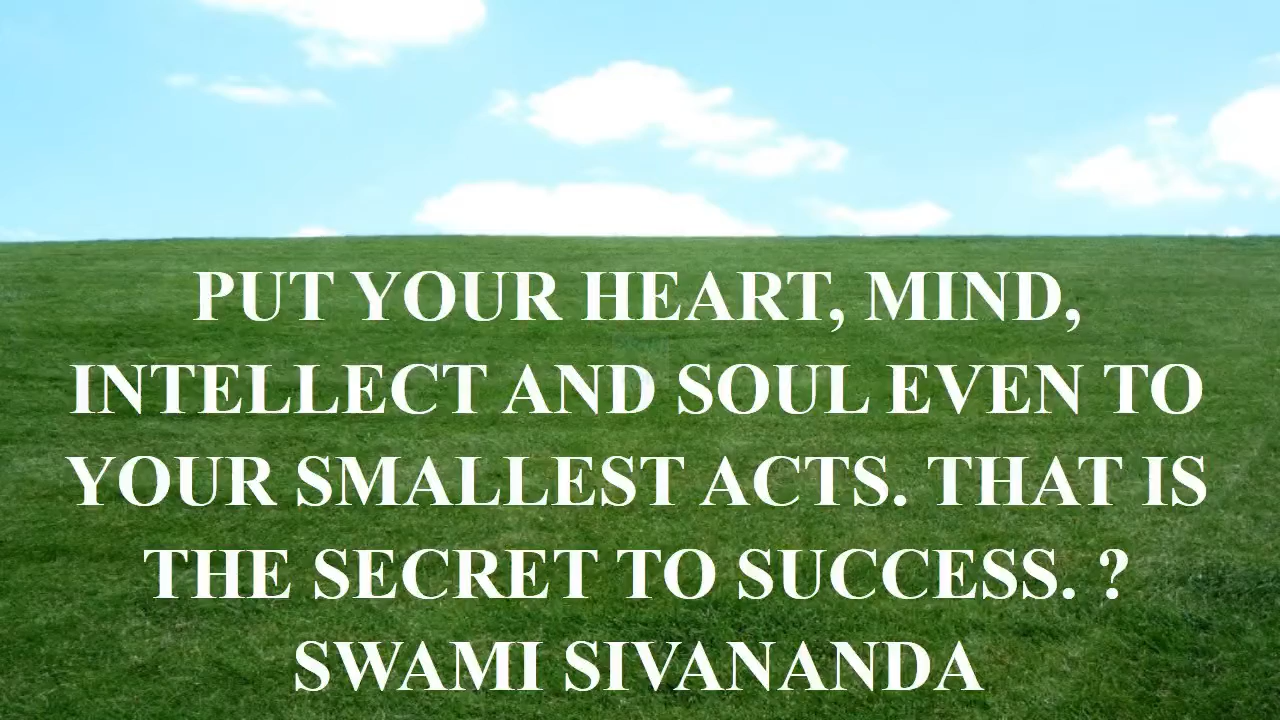 PUT YOUR HEART, MIND,
INTELLECT AND SOUL EVEN TO
YOUR SMALLEST ACTS. THAT IS
THE SECRET TO SUCCESS. ?
SWAMI SIVANANDA